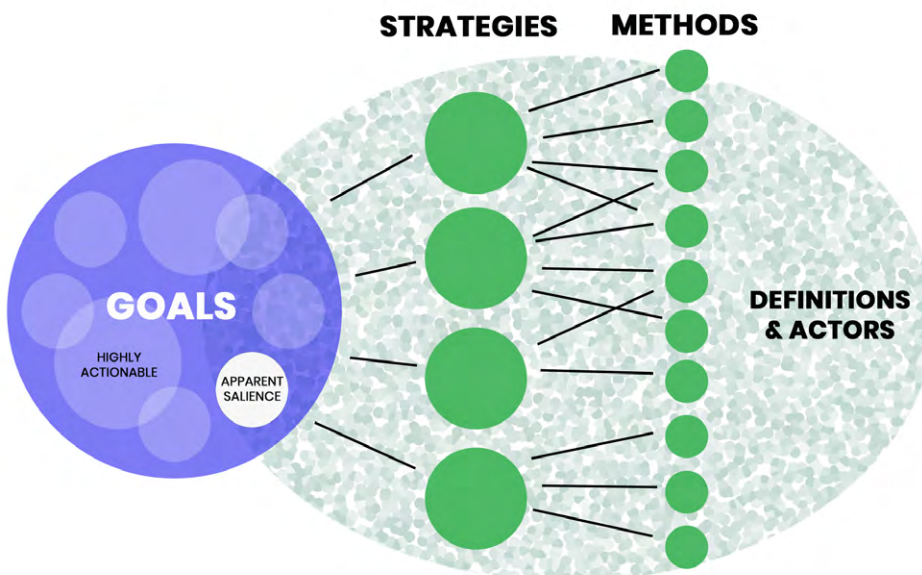 STRATEGIES
METHODS
GOALS
HIGHLY
ACTIONABLE
APPARENT
SALIENCE
DEFINITIONS
& ACTORS